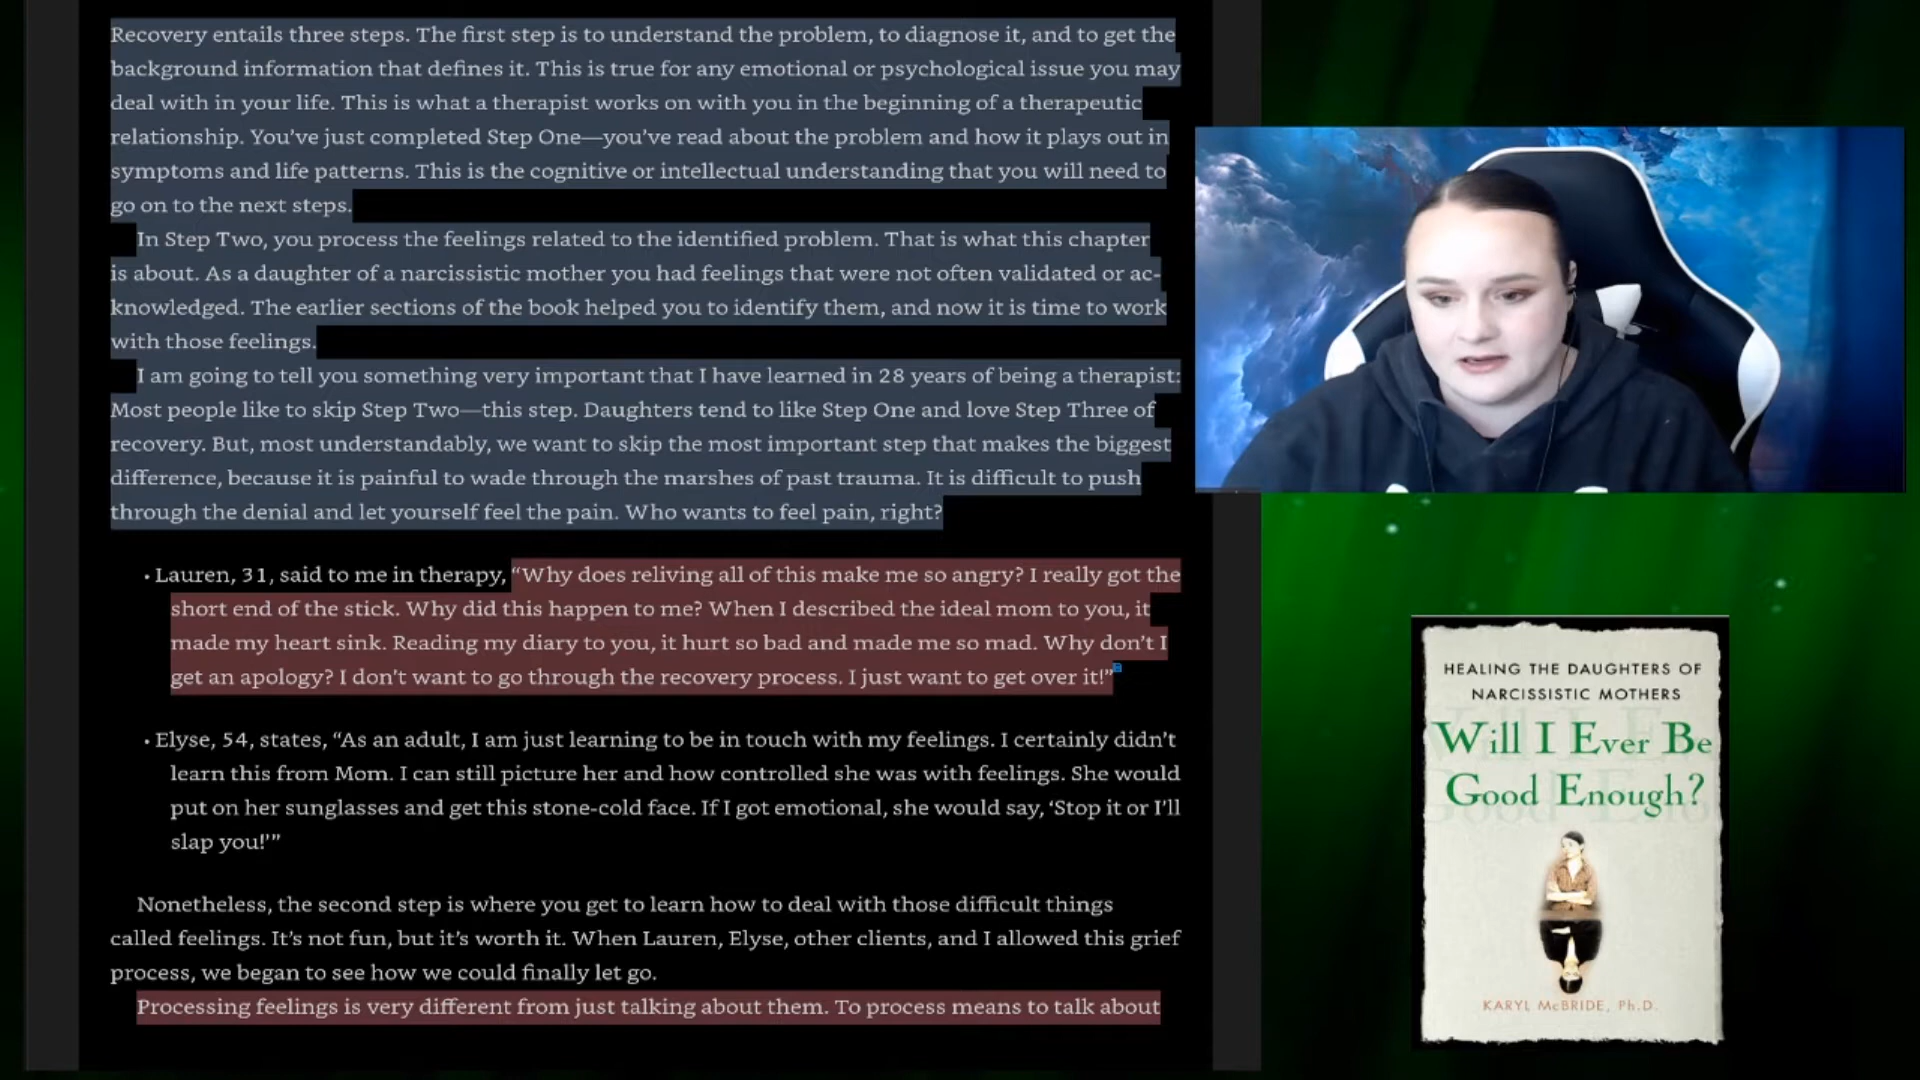 Recovery entails three steps. The first step is to understand the problem, to diagnose it, and to get the
background information that defines it. This is true for any emotional or psychological issue you may
deal with in your life. This is what a therapist works on with you in the beginning of a therapeutic
relationship. You’ve just completed Step One—you’ve read about the problem and how it plays out in
symptoms and life patterns. This is the cognitive or intellectual understanding that you will need to
go on to the next steps.
In Step Two, you process the feelings related to the identified problem. That is what this chapter
is about. As a daughter of a narcissistic mother you had feelings that were not often validated or ac-
knowledged. The earlier sections of the book helped you to identify them, and now it is time to work
with those feelings.
I am going to tell you something very important that I have learned in 28 years of being a therapist:
Most people like to skip Step Two—this step. Daughters tend to like Step One and love Step Three of
recovery. But, most understandably, we want to skip the most important step that makes the biggest
difference, because it is painful to wade through the marshes of past trauma. It is difficult to push
through the denial and let yourself feel the pain. Who wants to feel pain, right?
• Lauren, 31, said to me in therapy, “Why does reliving all of this make me so angry? I really got the
short end of the stick. Why did this happen to me? When I described the ideal mom to you, it
made my heart sink. Reading my diary to you, it hurt so bad and made me so mad. Why don’t I
get an apology? I don’t want to go through the recovery process. I just want to get over it!”
• Elyse, 54, states, “As an adult, I am just learning to be in touch with my feelings. I certainly didn’t
learn this from Mom. I can still picture her and how controlled she was with feelings. She would
put on her sunglasses and get this stone-cold face. If I got emotional, she would say, ‘Stop it or I’ll
slap you!’”
Nonetheless, the second step is where you get to learn how to deal with those difficult things
called feelings. It’s not fun, but it’s worth it. When Lauren, Elyse, other clients, and I allowed this grief
process, we began to see how we could finally let go.
Processing feelings is very different from just talking about them. To process means to talk about
HEALING THE DAUGHTERS OF
NARCISSISTIC MOTHERS
Will I Ever Be
Good Enough?
KARYL McBRIDE, Ph.D.